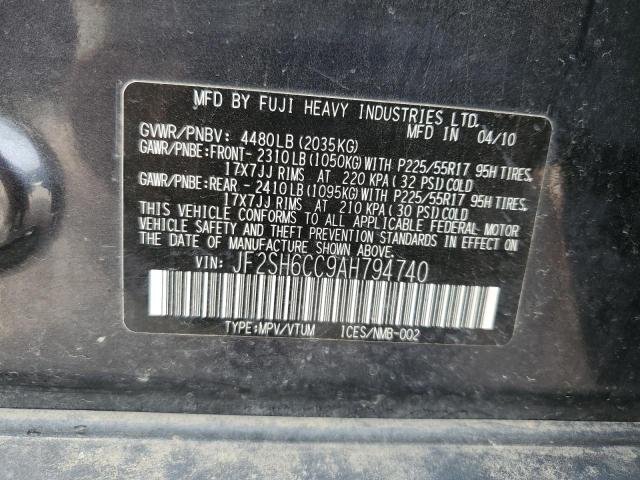 MFD BY FUJI HEAVY INDUSTRIES LTD.
MFD IN 04/10
GVWR/PNBV: 4480LB(2035KG)
GAWR/PNBE:FRONT- 2310LB(1050KG)WITH P225/55R17 95H TIRES,
17X7JJ RIMS AT 220 KPA(32 PSI)COLD
GAWR/PNBE:REAR - 2410LB(1095KG)WITH P225/55R17 95H TIRES,
17X7JJ RIMS AT 210 KPA(30 PSI)COLD
THIS VEHICLE CONFORMS TO ALL APPLICABLE FEDERAL MOTOR
VEHICLE SAFETY AND THEFT PREVENTION STANDARDS IN EFFECT
ON THE DATE OF MANUFACTURE SHOWN ABOVE.
VIN: JF2SH6CC9AH794740
TYPE:MPV/VTUM ICES/NMB-002